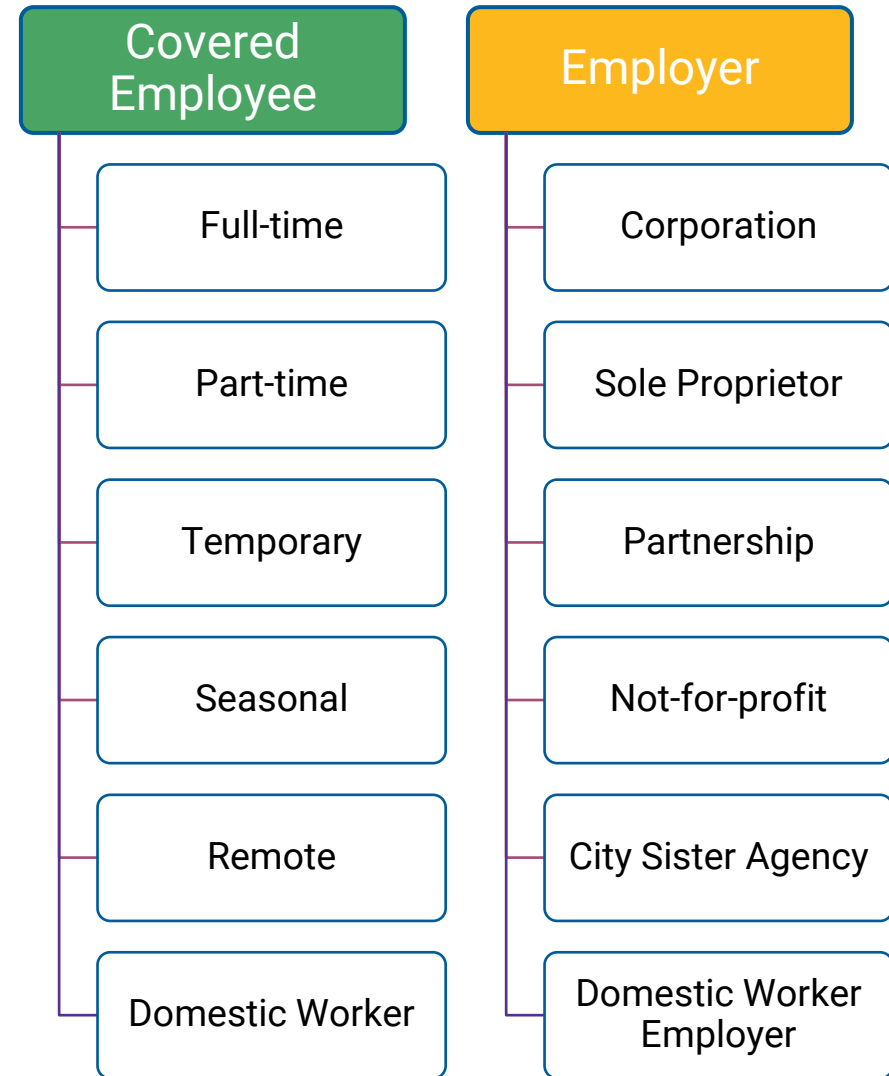 Covered
Employee
Full-time
Part-time
Temporary
Seasonal
Remote
Domestic Worker
Employer
Corporation
Sole Proprietor
Partnership
Not-for-profit
City Sister Agency
Domestic Worker
Employer